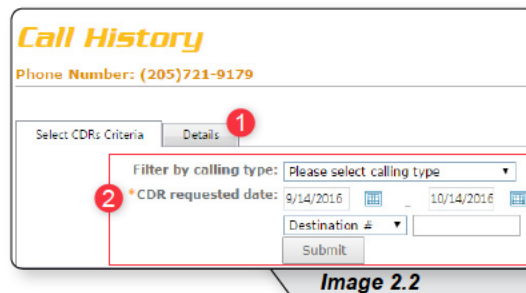 Call History
Phone Number: (205)721-9179
Select CDRs Criteria Details 1
Filter by calling type: Please select calling type
2 *CDR requested date: 9/14/2016 _ 10/14/2016
Destination #
Submit
Image 2.2